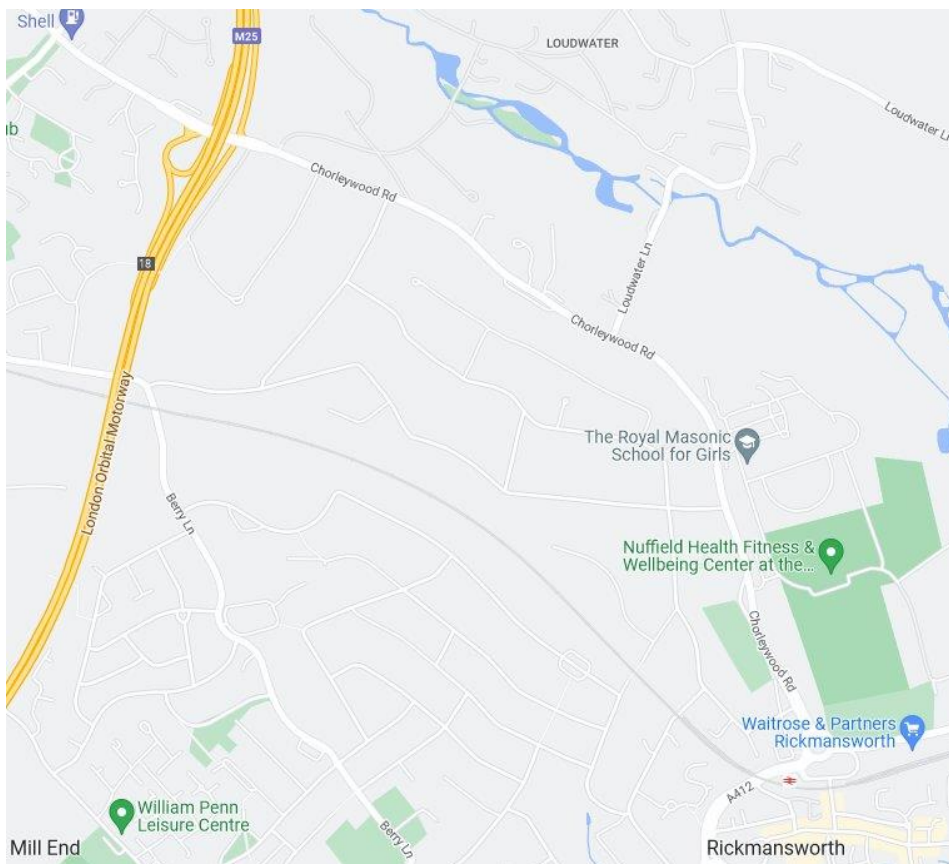 Shell
M25
LOUDWATER
Loudwater Ln
ub
Chorleywood Rd
18
Loudwater Ln
Chorleywood Rd
London Orbital Motorway
The Royal Masonic
School for Girls
Berry Ln
Nuffield Health Fitness &
Wellbeing Center at the...
Chorleywood Rd
Waitrose & Partners
Rickmansworth
A412
William Penn
Leisure Centre
Berry Ln
Mill End
Rickmansworth